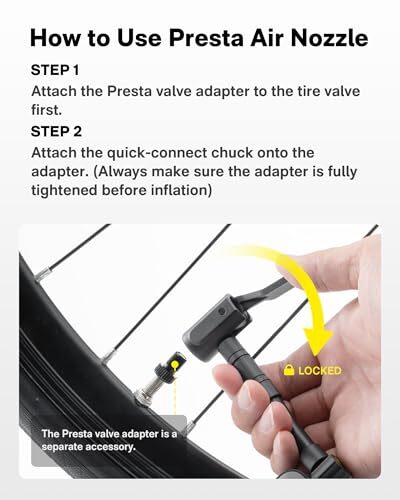 How to Use Presta Air Nozzle
STEP 1
Attach the Presta valve adapter to the tire valve
first.
STEP 2
Attach the quick-connect chuck onto the
adapter. (Always make sure the adapter is fully
tightened before inflation)
LOCKED
The Presta valve adapter is a
separate accessory.